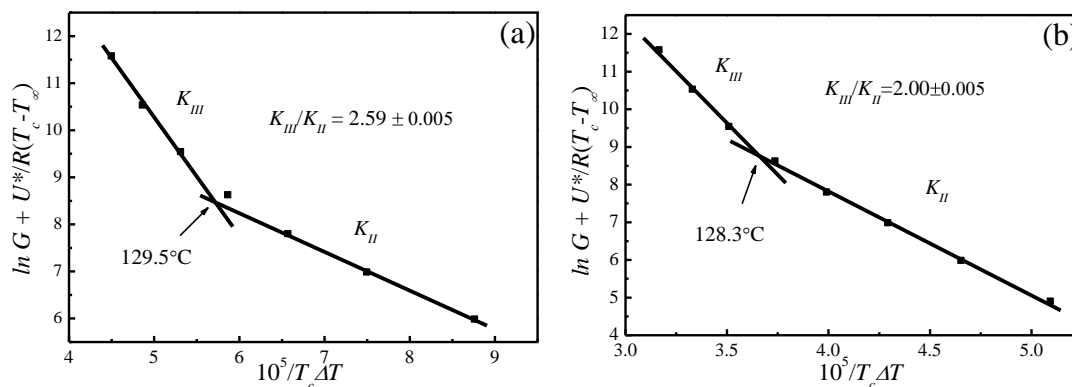 (a)
ln G + U*/R(T_c-T_∞)
12
11
10
9
8
7
6
K_III
K_III/K_II = 2.59 ± 0.005
K_II
129.5°C
4 5 6 7 8 9
10^5/T_cΔT
(b)
ln G + U*/R(T_c-T_∞)
12
11
10
9
8
7
6
5
4
K_III
K_III/K_II=2.00±0.005
K_II
128.3°C
3.0 3.5 4.0 4.5 5.0
10^5/T_cΔT